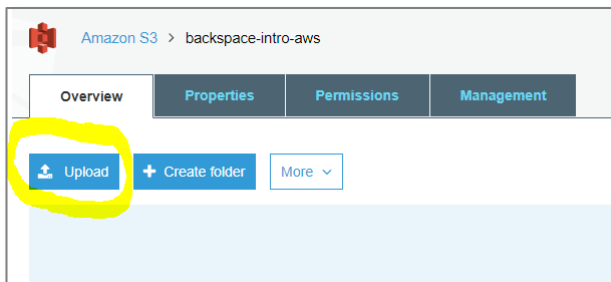 Amazon S3 > backspace-intro-aws
Overview Properties Permissions Management
Upload + Create folder More